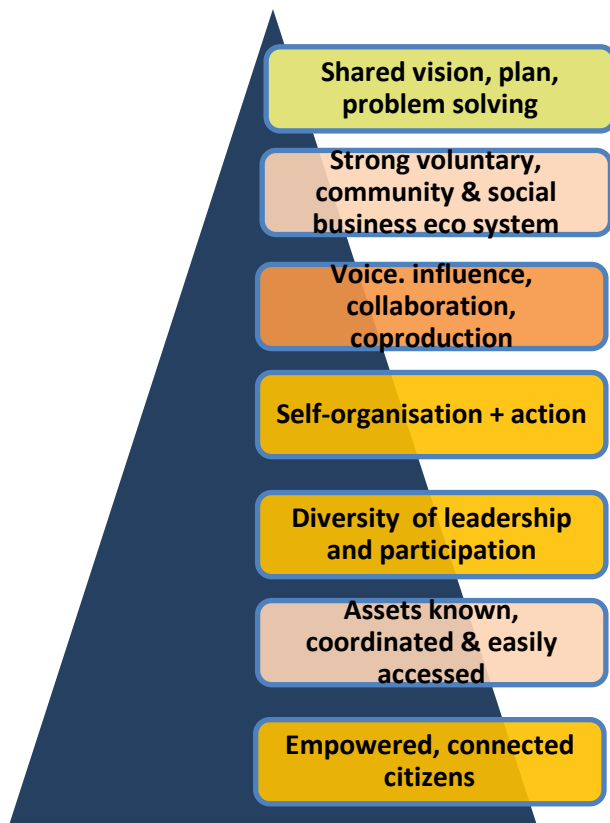 Shared vision, plan,
problem solving
Strong voluntary,
community & social
business eco system
Voice. influence,
collaboration,
coproduction
Self-organisation + action
Diversity  of leadership
and participation
Assets known,
coordinated & easily
accessed
Empowered, connected
citizens